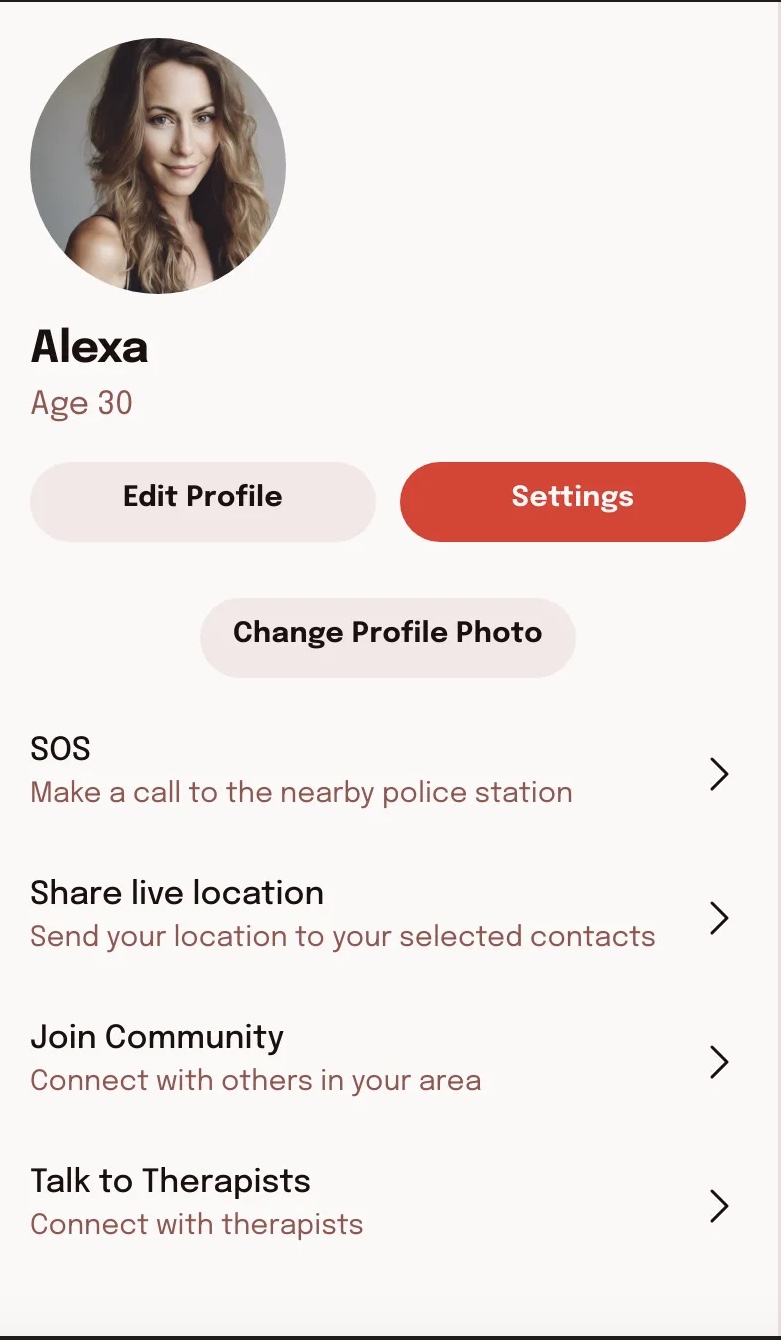 Alexa
Age 30
Edit Profile
Settings
Change Profile Photo
SOS
Make a call to the nearby police station
Share live location
Send your location to your selected contacts
Join Community
Connect with others in your area
Talk to Therapists
Connect with therapists